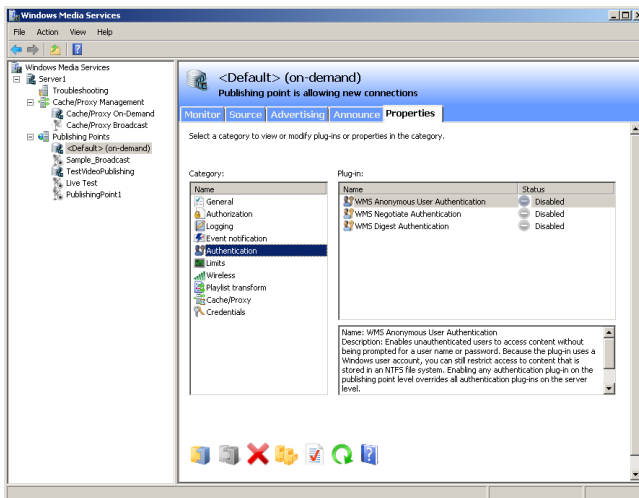 Windows Media Services
File Action View Help
Windows Media Services
Server1
Troubleshooting
Cache/Proxy Management
Cache/Proxy On-Demand
Cache/Proxy Broadcast
Publishing Points
<Default> (on-demand)
Sample_Broadcast
TestVideoPublishing
Live Test
PublishingPoint1
<Default> (on-demand)
Publishing point is allowing new connections
Monitor Source Advertising Announce Properties
Select a category to view or modify plug-ins or properties in the category.
Category:
Name
General
Authorization
Logging
Event notification
Authentication
Limits
Wireless
Playlist transform
Cache/Proxy
Credentials
Plug-in:
Name Status
WMS Anonymous User Authentication Disabled
WMS Negotiate Authentication Disabled
WMS Digest Authentication Disabled
Name: WMS Anonymous User Authentication
Description: Enables unauthenticated users to access content without
being prompted for a user name or password. Because the plug-in uses a
Windows user account, you can still restrict access to content that is
stored in an NTFS file system. Enabling any authentication plug-in on the
publishing point level overrides all authentication plug-ins on the server
level.